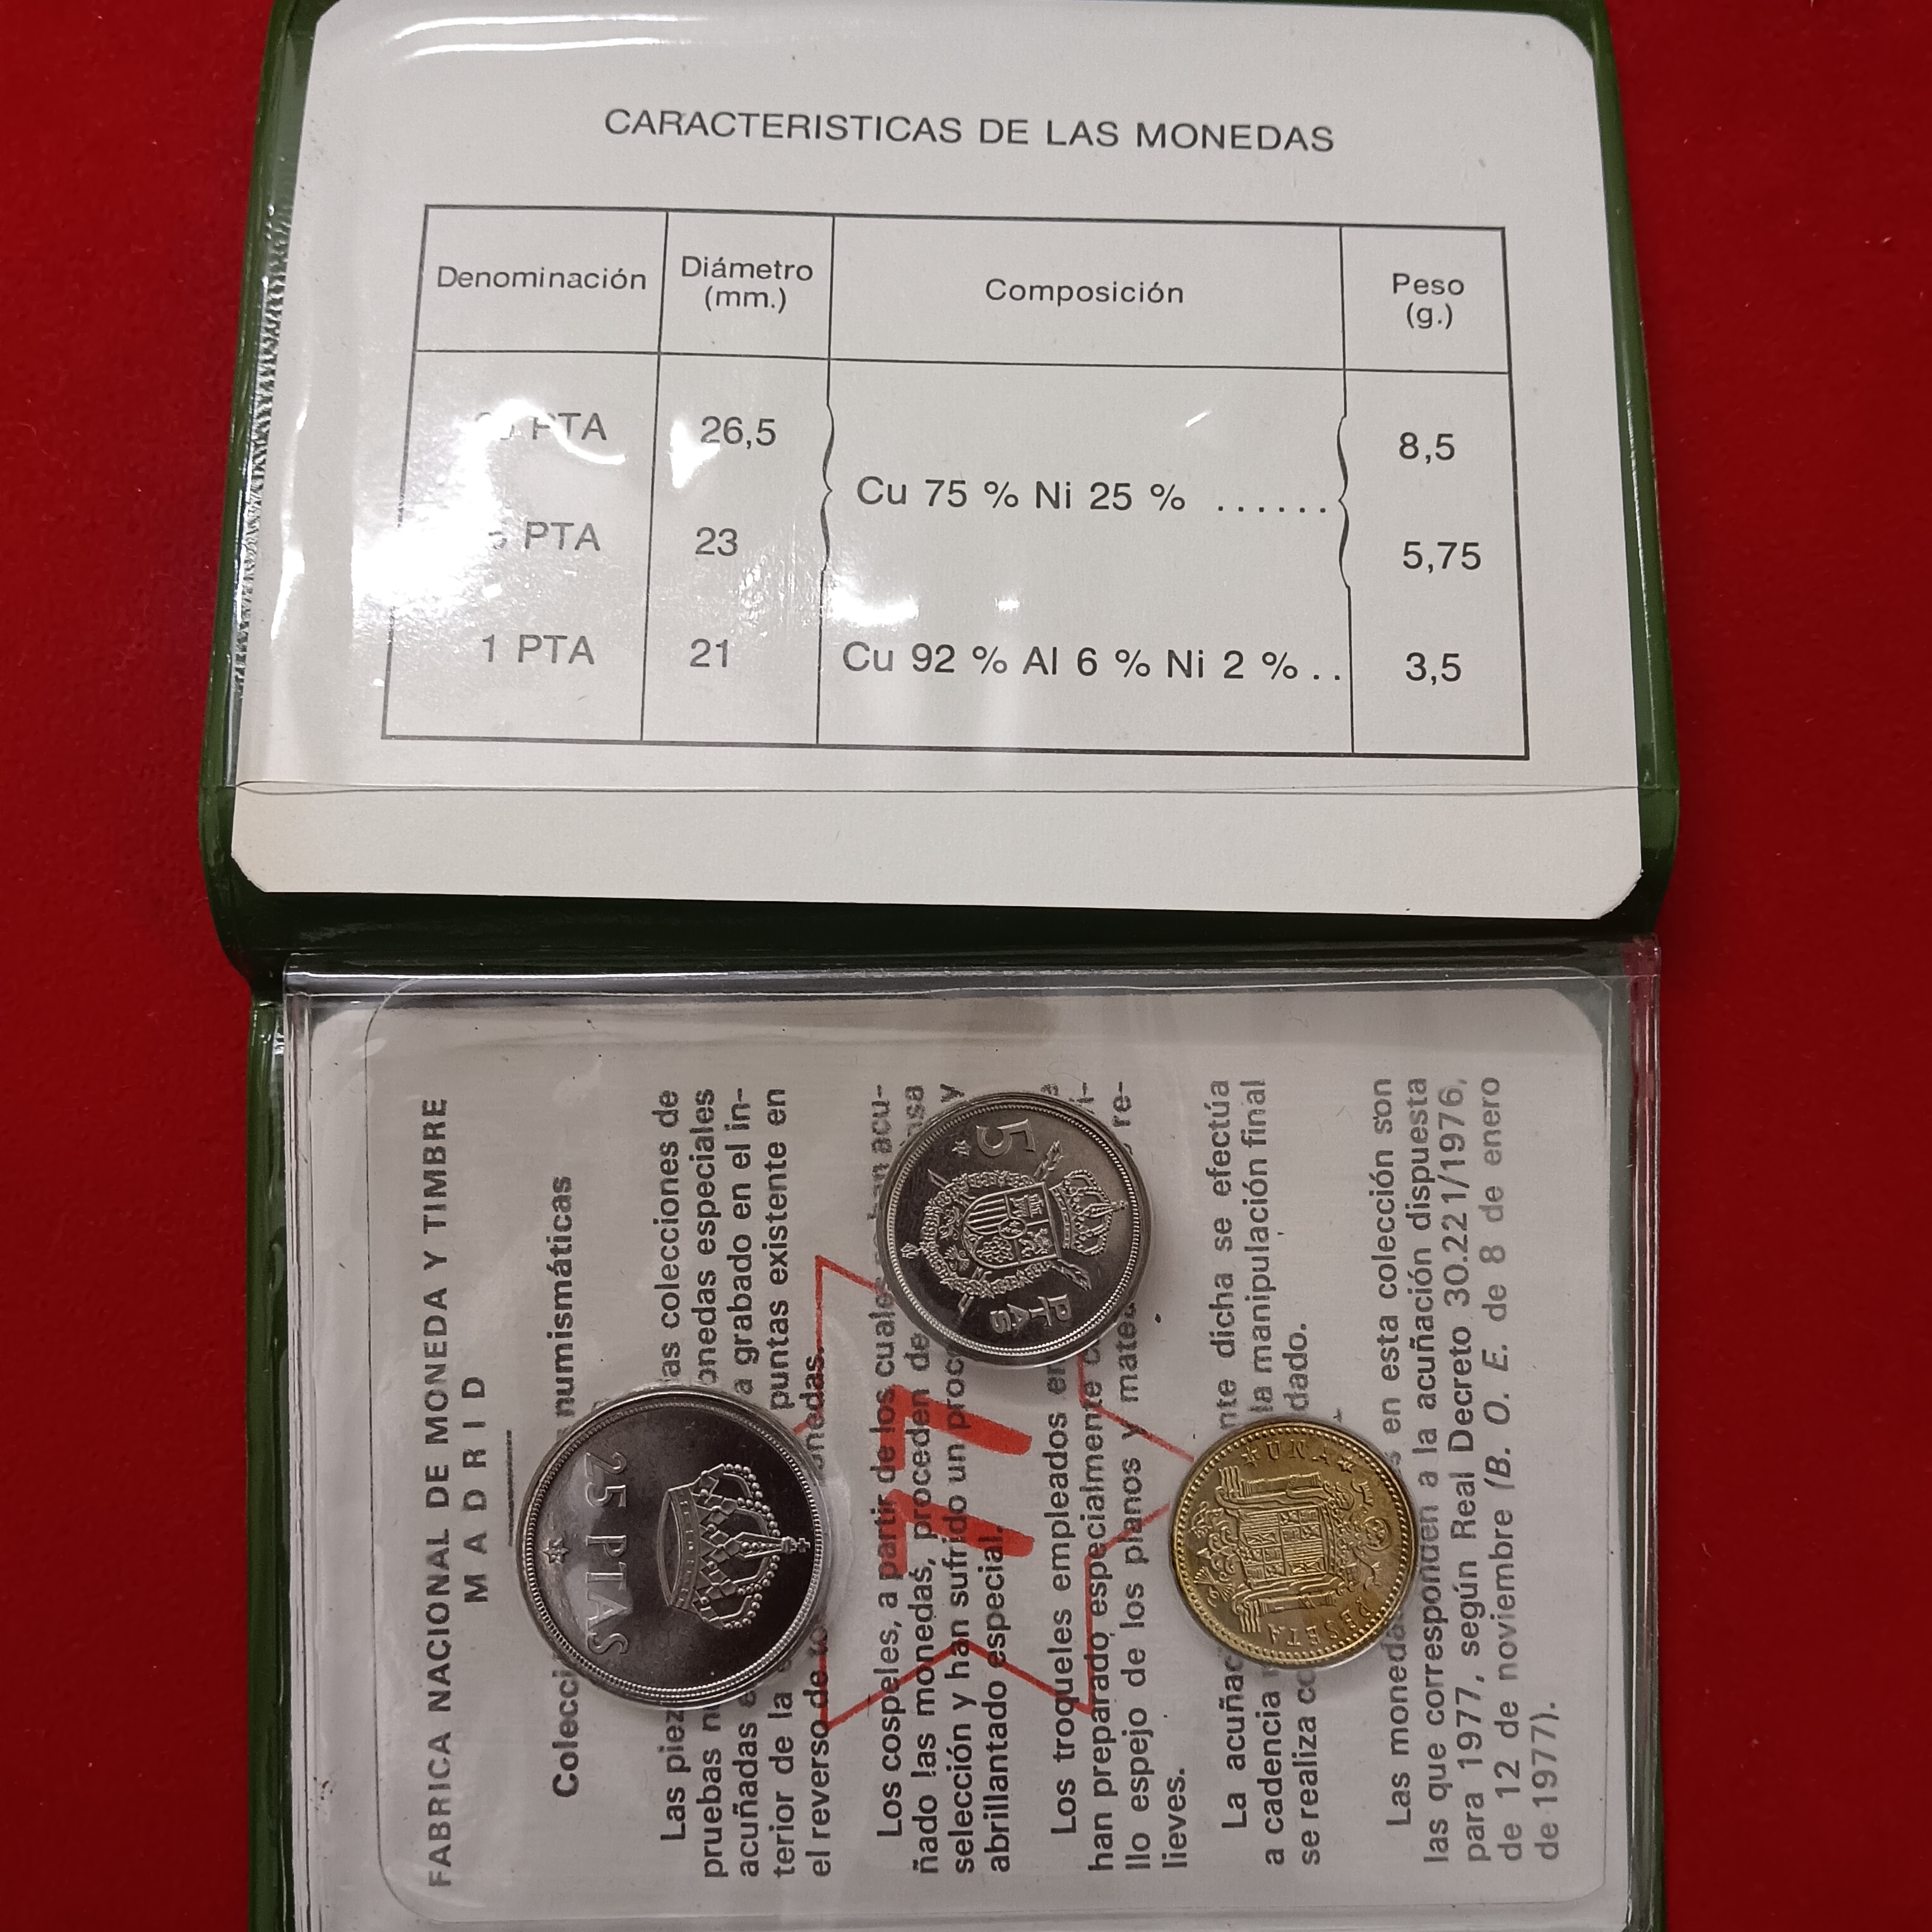 CARACTERISTICAS DE LAS MONEDAS
Denominación Diámetro (mm.) Composición Peso (g.)
PTA 26,5 8,5
Cu 75 % Ni 25 % ......
PTA 23 5,75
1 PTA 21 Cu 92 % Al 6 % Ni 2 % .. 3,5
FABRICA NACIONAL DE MONEDA Y TIMBRE
MADRID
numismáticas
Las las colecciones de
pruebas monedas especiales
acuñadas a grabado en el in-
terior de la puntas existente en
el reverso de
Los cospeles, a partir de los cuales han acu-
ñado las monedas, proceden de
selección y han sufrido un y
abrillantado especial.
Los troqueles empleados
han preparado especialmente
llo espejo de los planos y re-
lieves.
La dicha se efectúa
a cadencia la manipulación final
se realiza
Las en esta colección son
las que corresponden a la acuñación dispuesta
para 1977, según Real Decreto 30.221/1976,
de 12 de noviembre (B. O. E. de 8 de enero
de 1977).
77
25 PTAS
5 PTAS
UNA PESETA